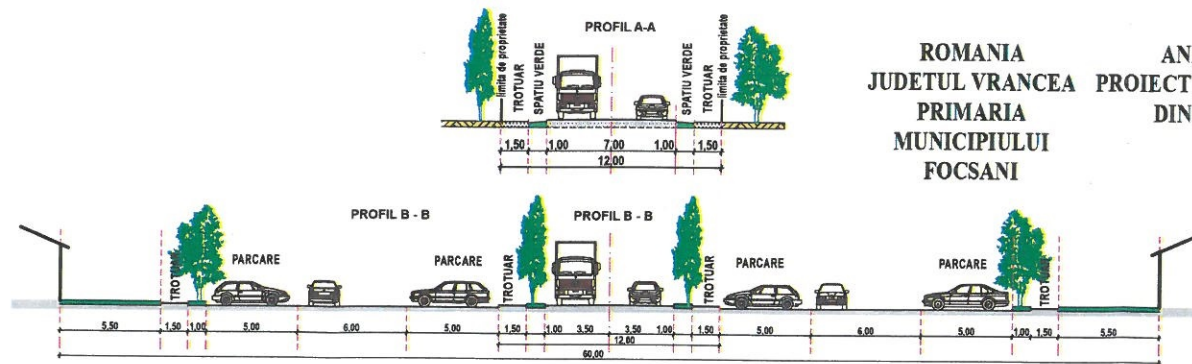 PROFIL A-A
limita de proprietate
TROTUAR
SPATIU VERDE
SPATIU VERDE
TROTUAR
limita de proprietate
1,50 1,00 7,00 1,00 1,50
12,00
ROMANIA
JUDETUL VRANCEA
PRIMARIA
MUNICIPIULUI
FOCSANI
AN
PROIECT
DIN
PROFIL B - B
PROFIL B - B
TROTUAR
PARCARE
PARCARE
TROTUAR
TROTUAR
PARCARE
PARCARE
5,50 1,50 1,00 5,00 6,00 5,00 1,50 1,00 3,50 3,50 1,00 1,50 5,00 6,00 5,00 1,00 1,50 5,50
12,00
60,00